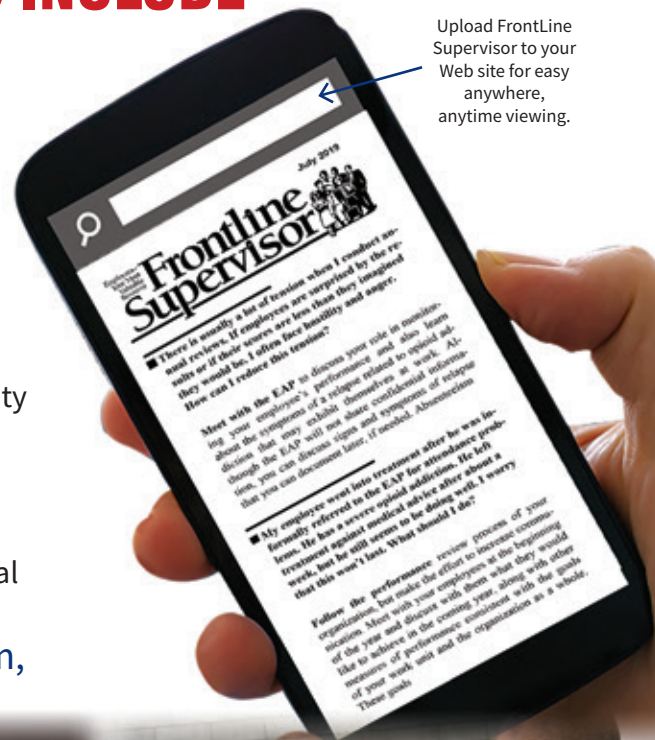 INCLUDE
Upload FrontLine
Supervisor to your
Web site for easy
anywhere,
anytime viewing.
July 2019
Frontline
Supervisor
■ There is usually a lot of tension when I conduct an-
nual reviews. If employees are surprised by the re-
sults or if their scores are less than they imagined
they would be, I often face hostility and anger.
How can I reduce this tension?
Meet with the EAP to discuss your role in monitor-
ing your employee's performance and also learn
about the symptoms of a relapse related to opioid ad-
diction that may exhibit themselves at work. Al-
though the EAP will not share confidential informa-
tion, you can discuss signs and symptoms of relapse
that you can document later, if needed. Absenteeism
■ My employee went into treatment after he was in-
formally referred to the EAP for attendance prob-
lems. He has a severe opioid addiction. He left
treatment against medical advice after about a
week, but he still seems to be doing well. I worry
that this won't last. What should I do?
Follow the performance review process of your
organization, but make the effort to increase commu-
nication. Meet with your employees at the beginning
of the year and discuss with them what they would
like to achieve in the coming year, along with other
measures of performance consistent with the goals
of your work unit and the organization as a whole.
These goals
ty
al
n,